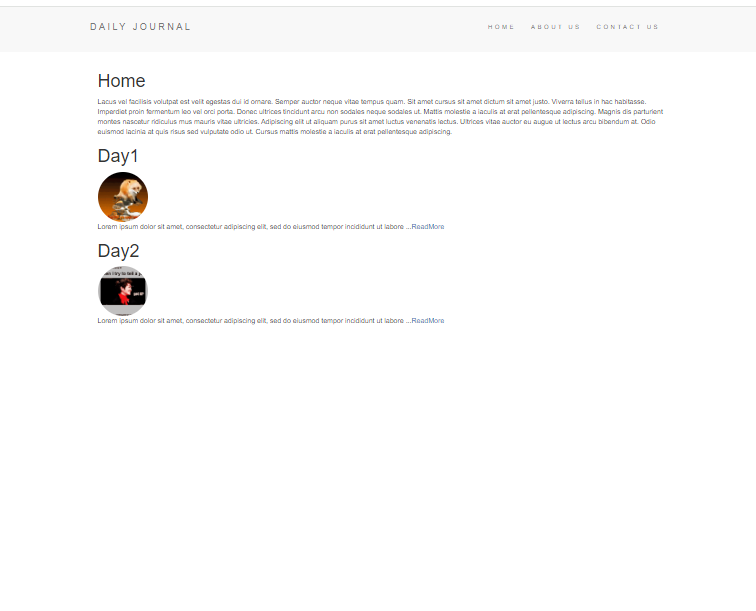 DAILY JOURNAL
HOME ABOUT US CONTACT US
Home
Lacus vel facilisis volutpat est velit egestas dui id ornare. Semper auctor neque vitae tempus quam. Sit amet cursus sit amet dictum sit amet justo. Viverra tellus in hac habitasse.
Imperdiet proin fermentum leo vel orci porta. Donec ultrices tincidunt arcu non sodales neque sodales ut. Mattis molestie a iaculis at erat pellentesque adipiscing. Magnis dis parturient
montes nascetur ridiculus mus mauris vitae ultricies. Adipiscing elit ut aliquam purus sit amet luctus venenatis lectus. Ultrices vitae auctor eu augue ut lectus arcu bibendum at. Odio
euismod lacinia at quis risus sed vulputate odio ut. Cursus mattis molestie a iaculis at erat pellentesque adipiscing.
Day1
Lorem ipsum dolor sit amet, consectetur adipiscing elit, sed do eiusmod tempor incididunt ut labore ...ReadMore
Day2
Lorem ipsum dolor sit amet, consectetur adipiscing elit, sed do eiusmod tempor incididunt ut labore ...ReadMore